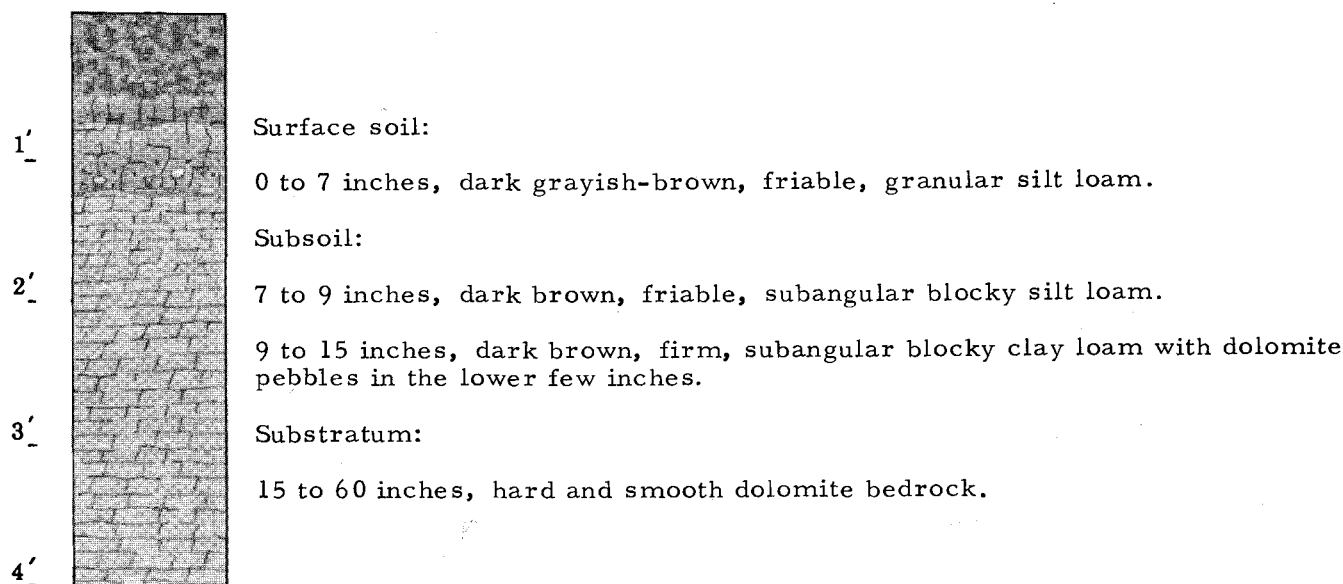 Surface soil:
1'
0 to 7 inches, dark grayish-brown, friable, granular silt loam.
Subsoil:
2'
7 to 9 inches, dark brown, friable, subangular blocky silt loam.
9 to 15 inches, dark brown, firm, subangular blocky clay loam with dolomite
pebbles in the lower few inches.
3'
Substratum:
15 to 60 inches, hard and smooth dolomite bedrock.
4'